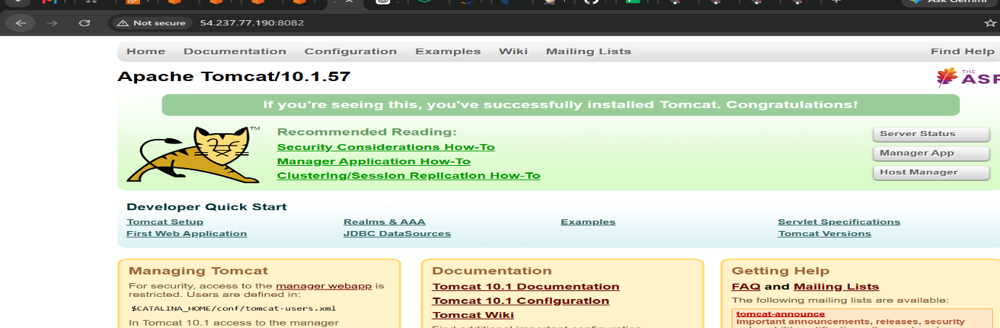 Ask Gemini
Not secure 54.237.77.190:8082
Home Documentation Configuration Examples Wiki Mailing Lists Find Help
Apache Tomcat/10.1.57
THE
If you're seeing this, you've successfully installed Tomcat. Congratulations!
TM
Recommended Reading:
Security Considerations How-To
Manager Application How-To
Clustering/Session Replication How-To
Server Status
Manager App
Host Manager
Developer Quick Start
Tomcat Setup Realms & AAA Examples Servlet Specifications
First Web Application JDBC DataSources Tomcat Versions
Managing Tomcat
For security, access to the manager webapp is
restricted. Users are defined in:
$CATALINA_HOME/conf/tomcat-users.xml
In Tomcat 10.1 access to the manager
Documentation
Tomcat 10.1 Documentation
Tomcat 10.1 Configuration
Tomcat Wiki
Find additional important configuration
Getting Help
FAQ and Mailing Lists
The following mailing lists are available:
tomcat-announce
Important announcements, releases, security